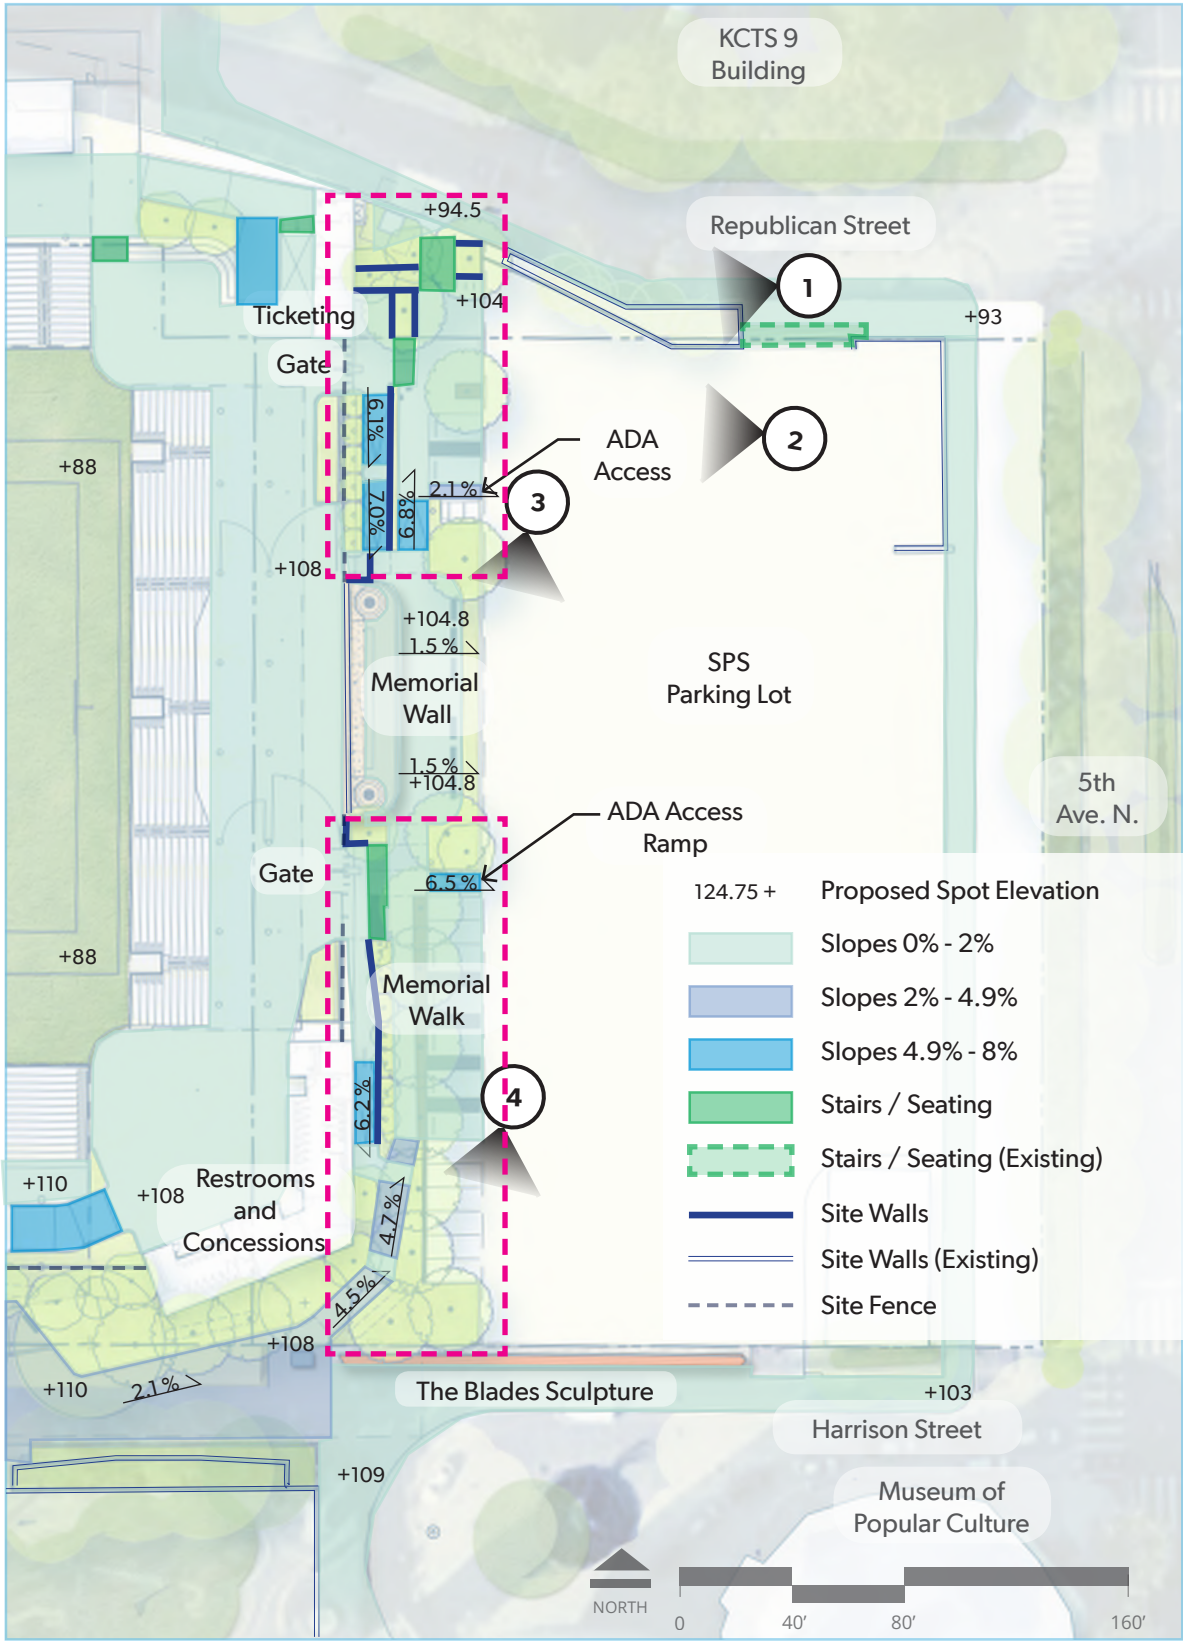 KCTS 9
Building
+94.5
Republican Street
1
+104
Ticketing
+93
Gate
6.1%
2
ADA
Access
+88
2.1%
3
7.0%
6.8%
+108
+104.8
1.5%
Memorial
Wall
SPS
Parking Lot
1.5%
+104.8
5th
Ave. N.
ADA Access
Ramp
Gate
6.5%
124.75 +
Proposed Spot Elevation
Slopes 0% - 2%
+88
Memorial
Walk
Slopes 2% - 4.9%
Slopes 4.9% - 8%
6.2%
4
Stairs / Seating
Stairs / Seating (Existing)
+110
+108
Restrooms
and
Concessions
4.7%
Site Walls
Site Walls (Existing)
4.5%
Site Fence
+108
+110
2.1%
The Blades Sculpture
+103
Harrison Street
+109
Museum of
Popular Culture
NORTH
0
40'
80'
160'